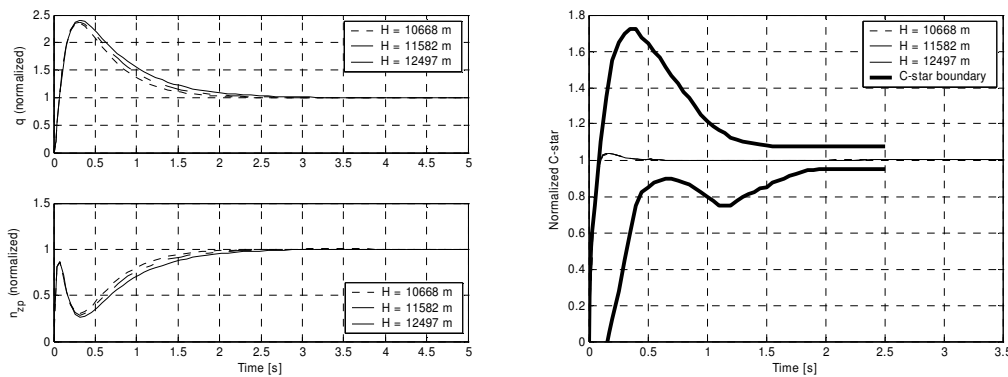 2.5
2
1.5
1
0.5
0
q (normalized)
H = 10668 m
H = 11582 m
H = 12497 m
0 0.5 1 1.5 2 2.5 3 3.5 4 4.5 5
1.5
1
0.5
0
n_zp (normalized)
H = 10668 m
H = 11582 m
H = 12497 m
0 0.5 1 1.5 2 2.5 3 3.5 4 4.5 5
Time [s]
1.8
1.6
1.4
1.2
1
0.8
0.6
0.4
0.2
0
Normalized C-star
H = 10668 m
H = 11582 m
H = 12497 m
C-star boundary
0 0.5 1 1.5 2 2.5 3 3.5
Time [s]